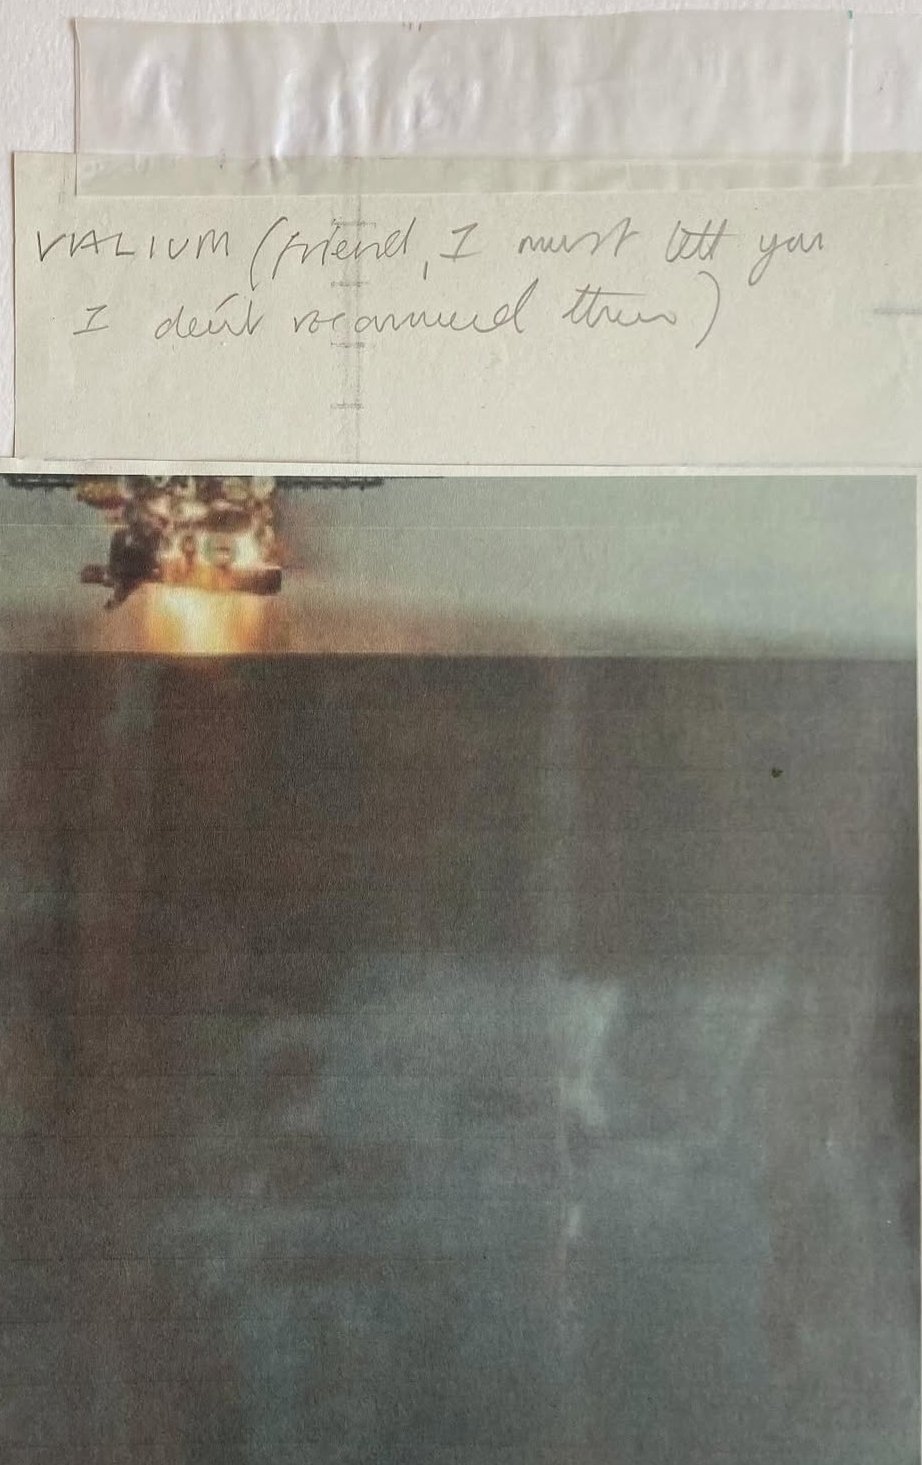 VALIUM (friend, I must tell you
I don't recommend them)